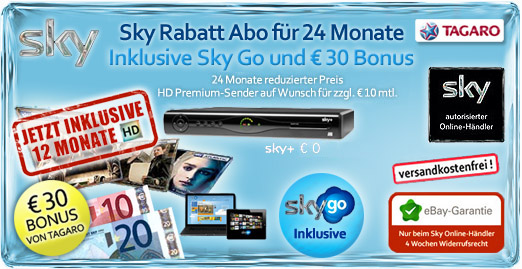 sky
Sky Rabatt Abo für 24 Monate
TAGARO
Inklusive Sky Go und € 30 Bonus
24 Monate reduzierter Preis
HD Premium-Sender auf Wunsch für zzgl. € 10 mtl.
sky
autorisierter
Online-Händler
JETZT INKLUSIVE
12 MONATE HD
sky+ € 0
versandkostenfrei !
€ 30
BONUS
VON TAGARO
10
20
sky go
Inklusive
eBay-Garantie
Nur beim Sky Online-Händler
4 Wochen Widerrufsrecht